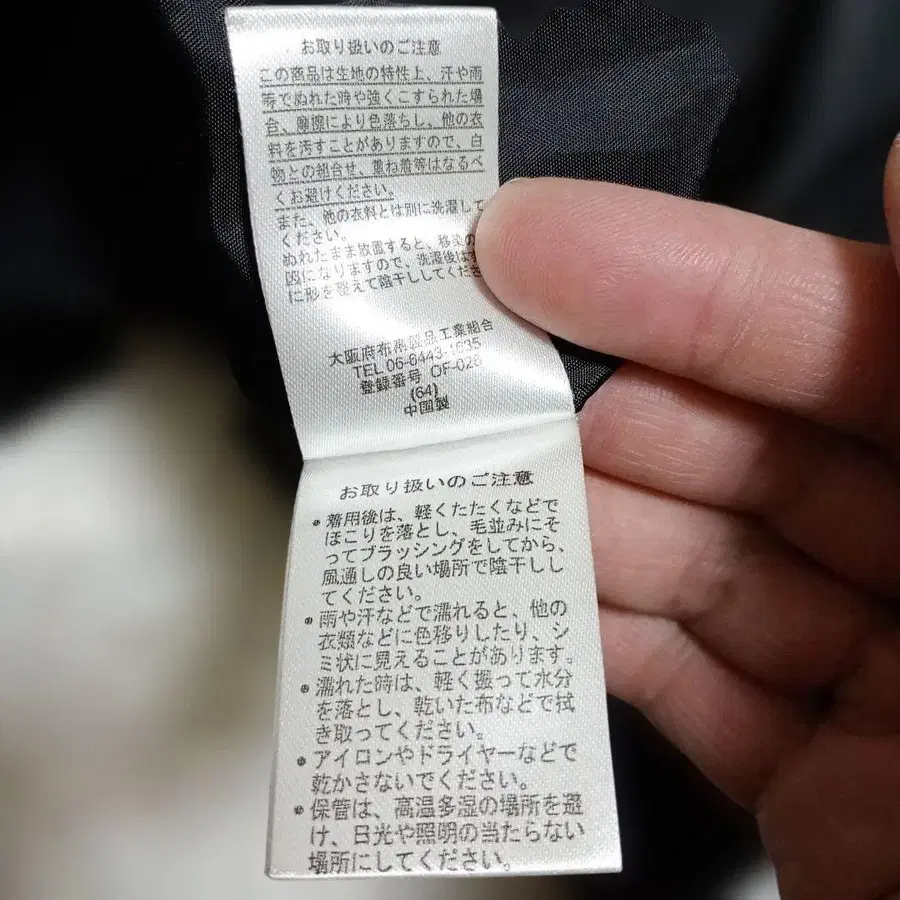 お取り扱いのご注意
この商品は生地の特性上、汗や雨
等でぬれた時や強くこすられた場
合、摩擦により色落ちし、他の衣
料を汚すことがありますので、白
物との組合せ、重ね着等はなるべ
くお避けください。
また、他の衣料とは別に洗濯して
ください。
ぬれたまま放置すると、移染の
因になりますので、洗濯後はす
に形を整えて陰干ししてくださ
大阪府布帛製品工業組合
TEL 06-6443-1635
登録番号 OF-026
(64)
中国製
お取り扱いのご注意
●着用後は、軽くたたくなどで
ほこりを落とし、毛並みにそ
ってブラッシングをしてから、
風通しの良い場所で陰干しし
てください。
●雨や汗などで濡れると、他の
衣類などに色移りしたり、シ
ミ状に見えることがあります。
●濡れた時は、軽く振って水分
を落とし、乾いた布などで拭
き取ってください。
●アイロンやドライヤーなどで
乾かさないでください。
●保管は、高温多湿の場所を避
け、日光や照明の当たらない
場所にしてください。